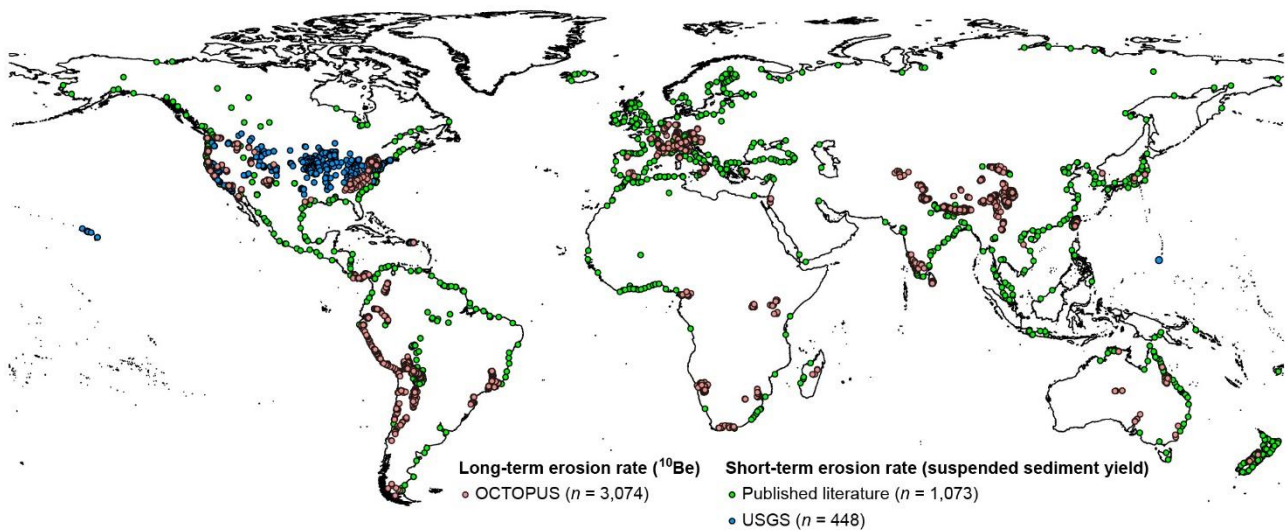 Long-term erosion rate (¹⁰Be)
OCTOPUS (n = 3,074)
Short-term erosion rate (suspended sediment yield)
Published literature (n = 1,073)
USGS (n = 448)